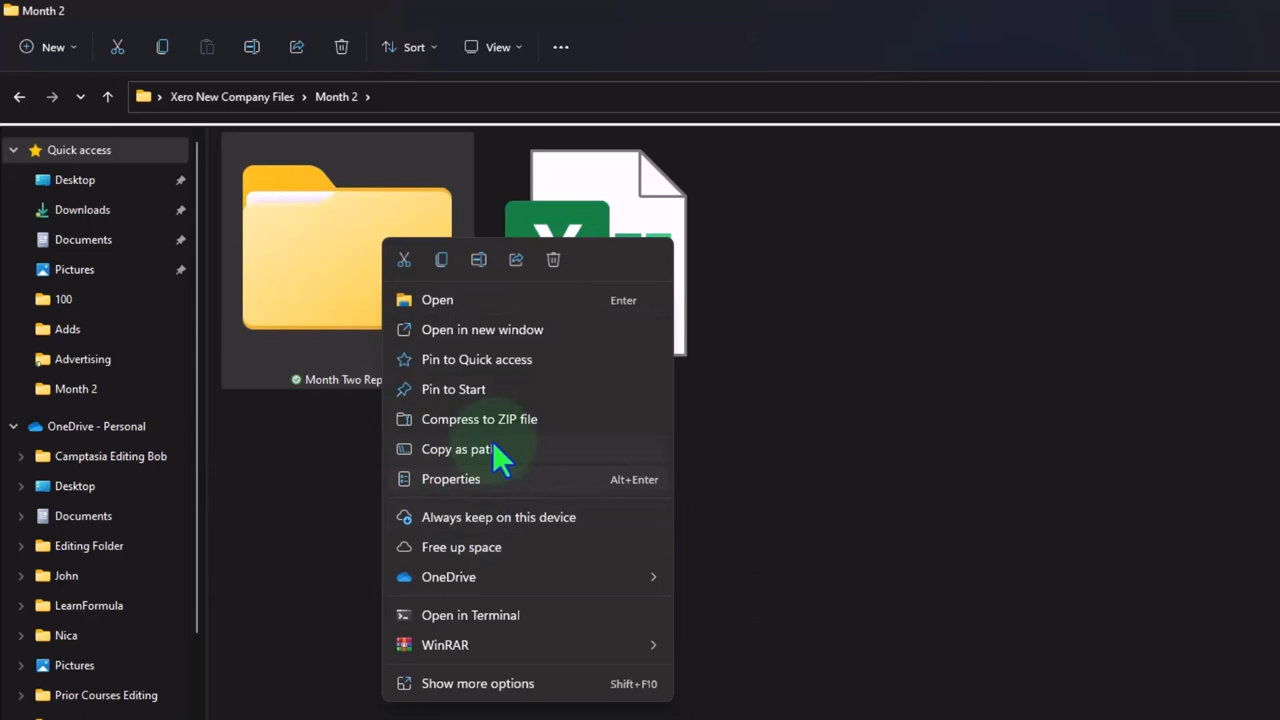 Month 2
New
Sort
View
Xero New Company Files
Month 2
Quick access
Desktop
Downloads
Documents
Pictures
100
Adds
Advertising
Month 2
OneDrive - Personal
Camptasia Editing Bob
Desktop
Documents
Editing Folder
John
LearnFormula
Nica
Pictures
Prior Courses Editing
Month Two Rep
X
Open Enter
Open in new window
Pin to Quick access
Pin to Start
Compress to ZIP file
Copy as path
Properties Alt+Enter
Always keep on this device
Free up space
OneDrive
Open in Terminal
WinRAR
Show more options Shift+F10